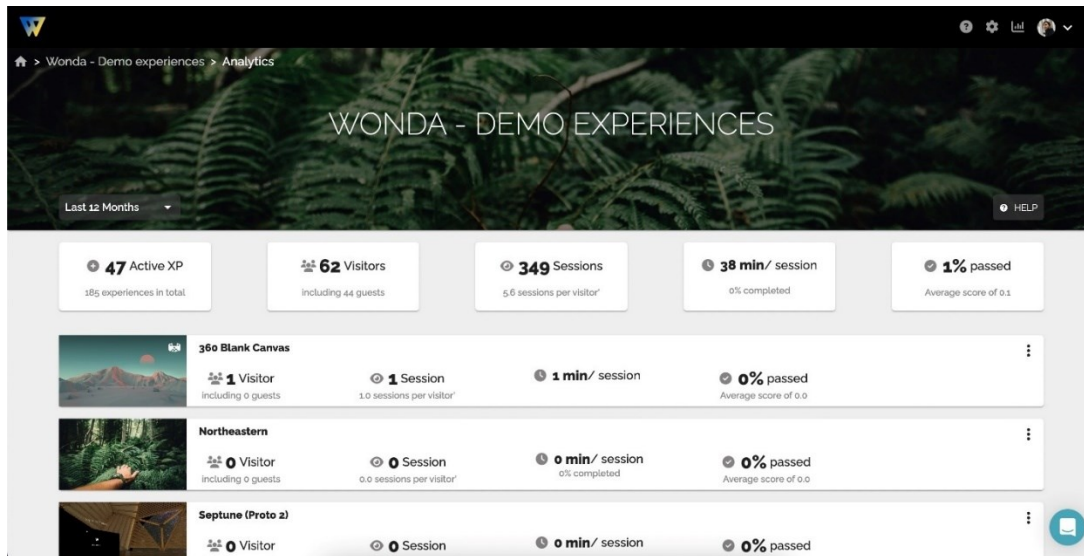 W
> Wonda - Demo experiences > Analytics
WONDA - DEMO EXPERIENCES
Last 12 Months
? HELP
47 Active XP
185 experiences in total
62 Visitors
including 44 guests
349 Sessions
5.6 sessions per visitor*
38 min/ session
0% completed
1% passed
Average score of 0.1
360 Blank Canvas
1 Visitor
including 0 guests
1 Session
1.0 sessions per visitor*
1 min/ session
0% passed
Average score of 0.0
Northeastern
0 Visitor
including 0 guests
0 Session
0.0 sessions per visitor*
0 min/ session
0% completed
0% passed
Average score of 0.0
Septune (Proto 2)
0 Visitor
0 Session
0 min/ session
0% passed